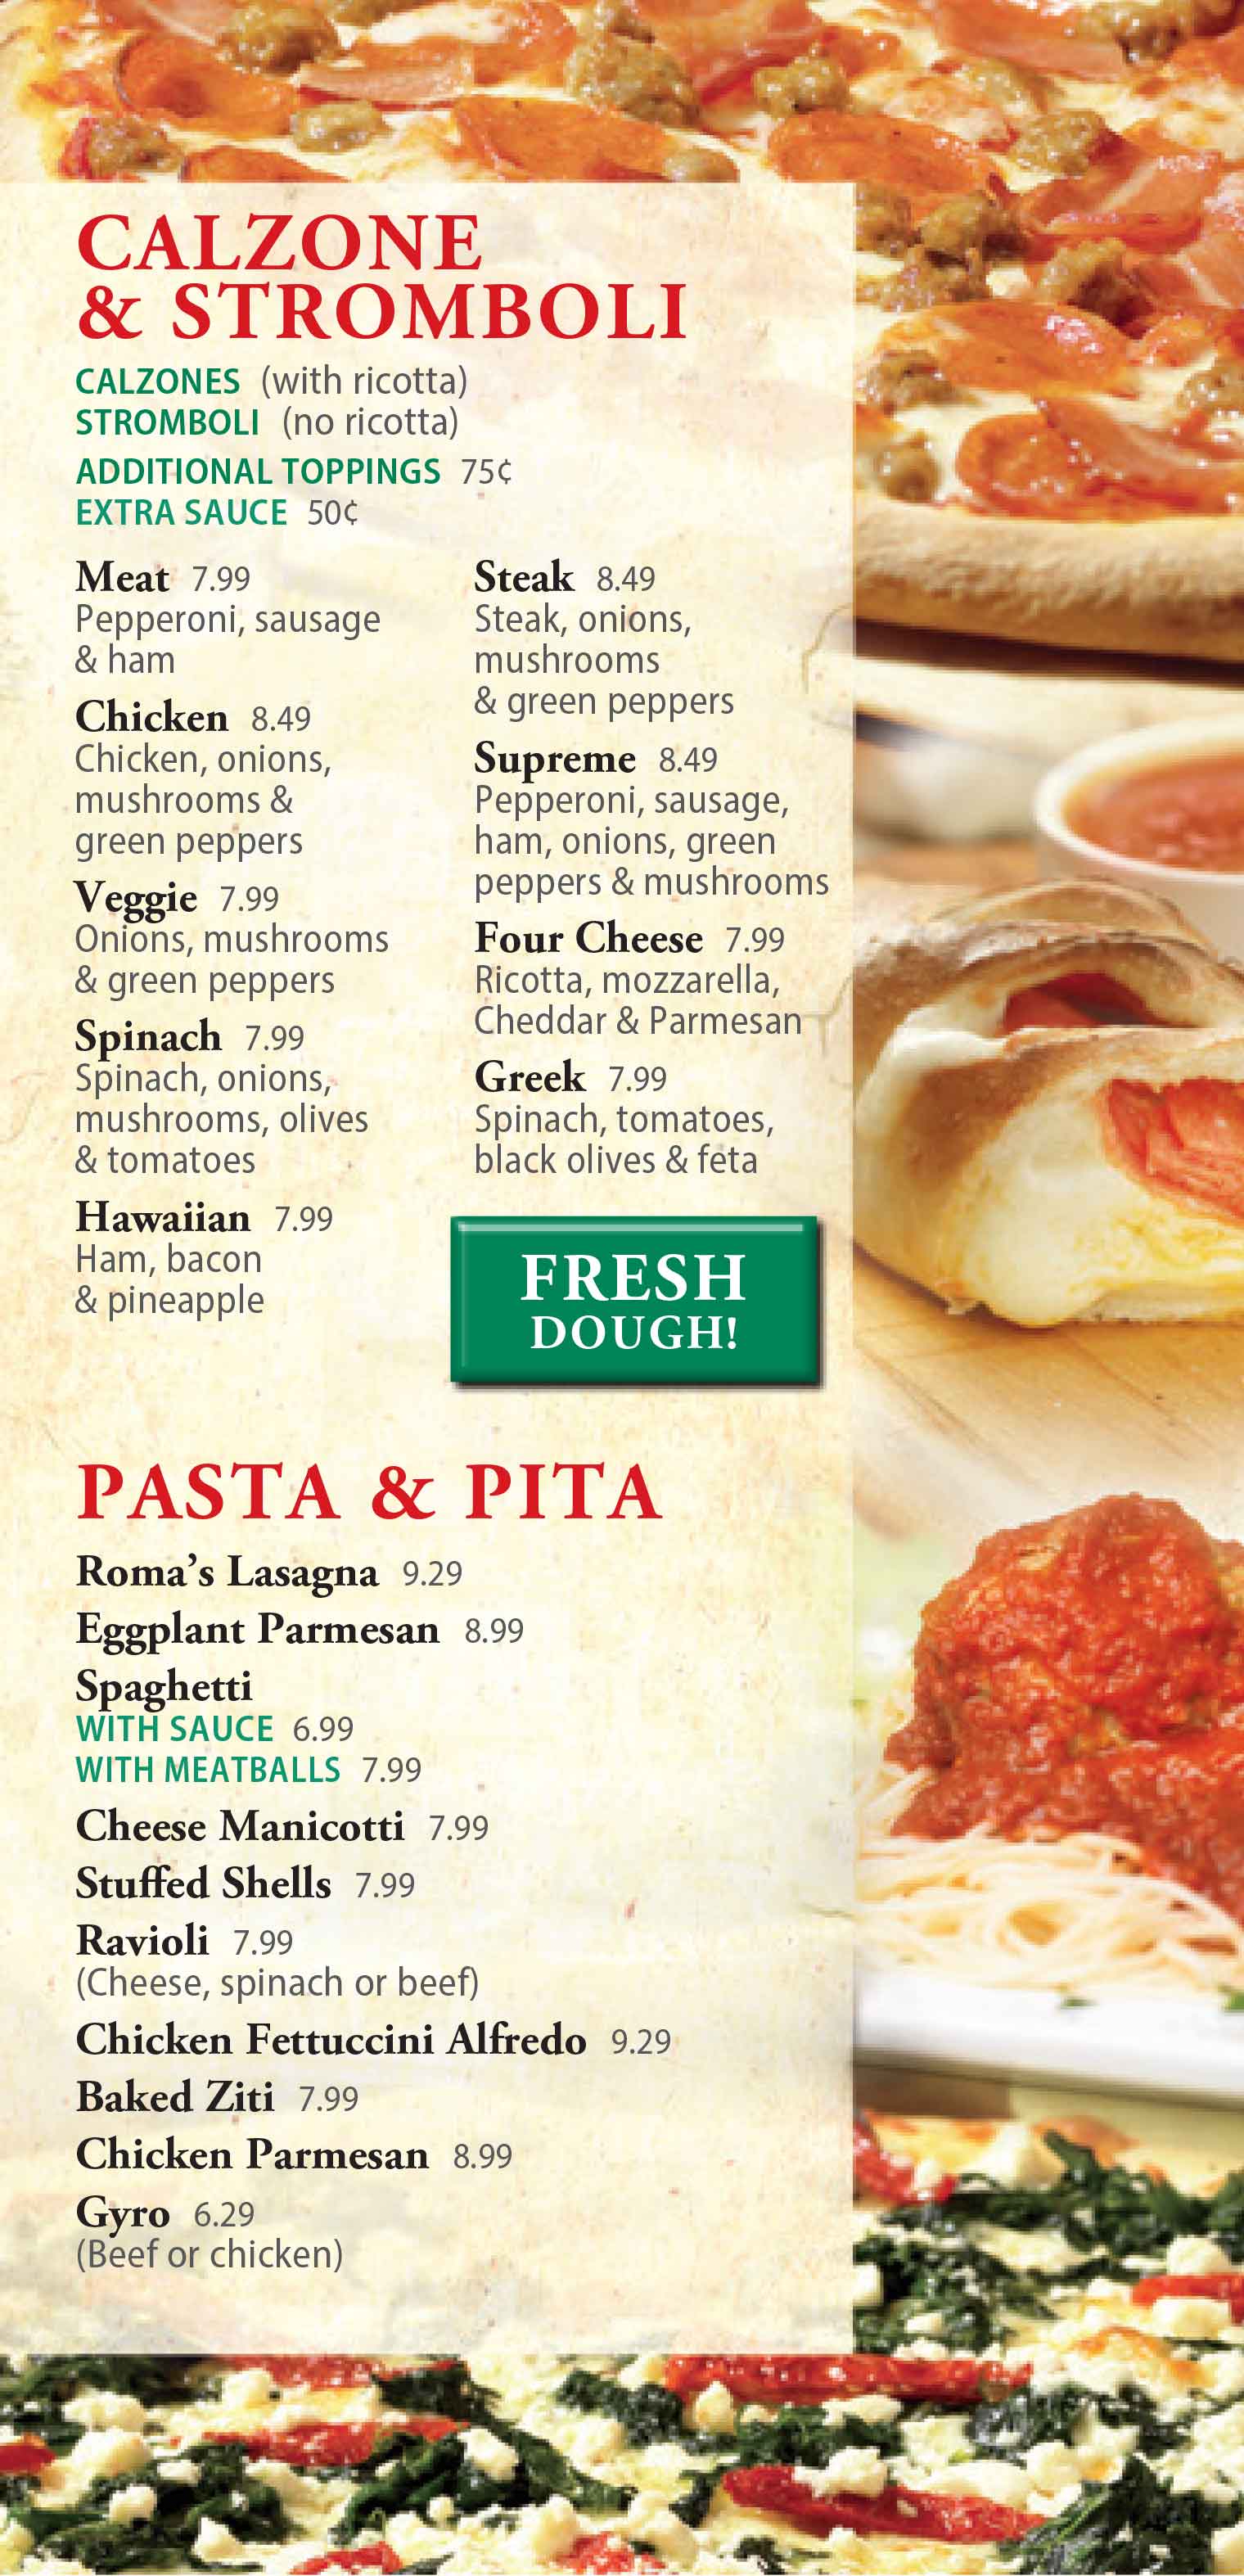 CALZONE
& STROMBOLI
CALZONES (with ricotta)
STROMBOLI (no ricotta)
ADDITIONAL TOPPINGS 75¢
EXTRA SAUCE 50¢
Meat 7.99
Pepperoni, sausage
& ham
Chicken 8.49
Chicken, onions,
mushrooms &
green peppers
Veggie 7.99
Onions, mushrooms
& green peppers
Spinach 7.99
Spinach, onions,
mushrooms, olives
& tomatoes
Hawaiian 7.99
Ham, bacon
& pineapple
Steak 8.49
Steak, onions,
mushrooms
& green peppers
Supreme 8.49
Pepperoni, sausage,
ham, onions, green
peppers & mushrooms
Four Cheese 7.99
Ricotta, mozzarella,
Cheddar & Parmesan
Greek 7.99
Spinach, tomatoes,
black olives & feta
FRESH
DOUGH!
PASTA & PITA
Roma’s Lasagna 9.29
Eggplant Parmesan 8.99
Spaghetti
WITH SAUCE 6.99
WITH MEATBALLS 7.99
Cheese Manicotti 7.99
Stuffed Shells 7.99
Ravioli 7.99
(Cheese, spinach or beef)
Chicken Fettuccini Alfredo 9.29
Baked Ziti 7.99
Chicken Parmesan 8.99
Gyro 6.29
(Beef or chicken)